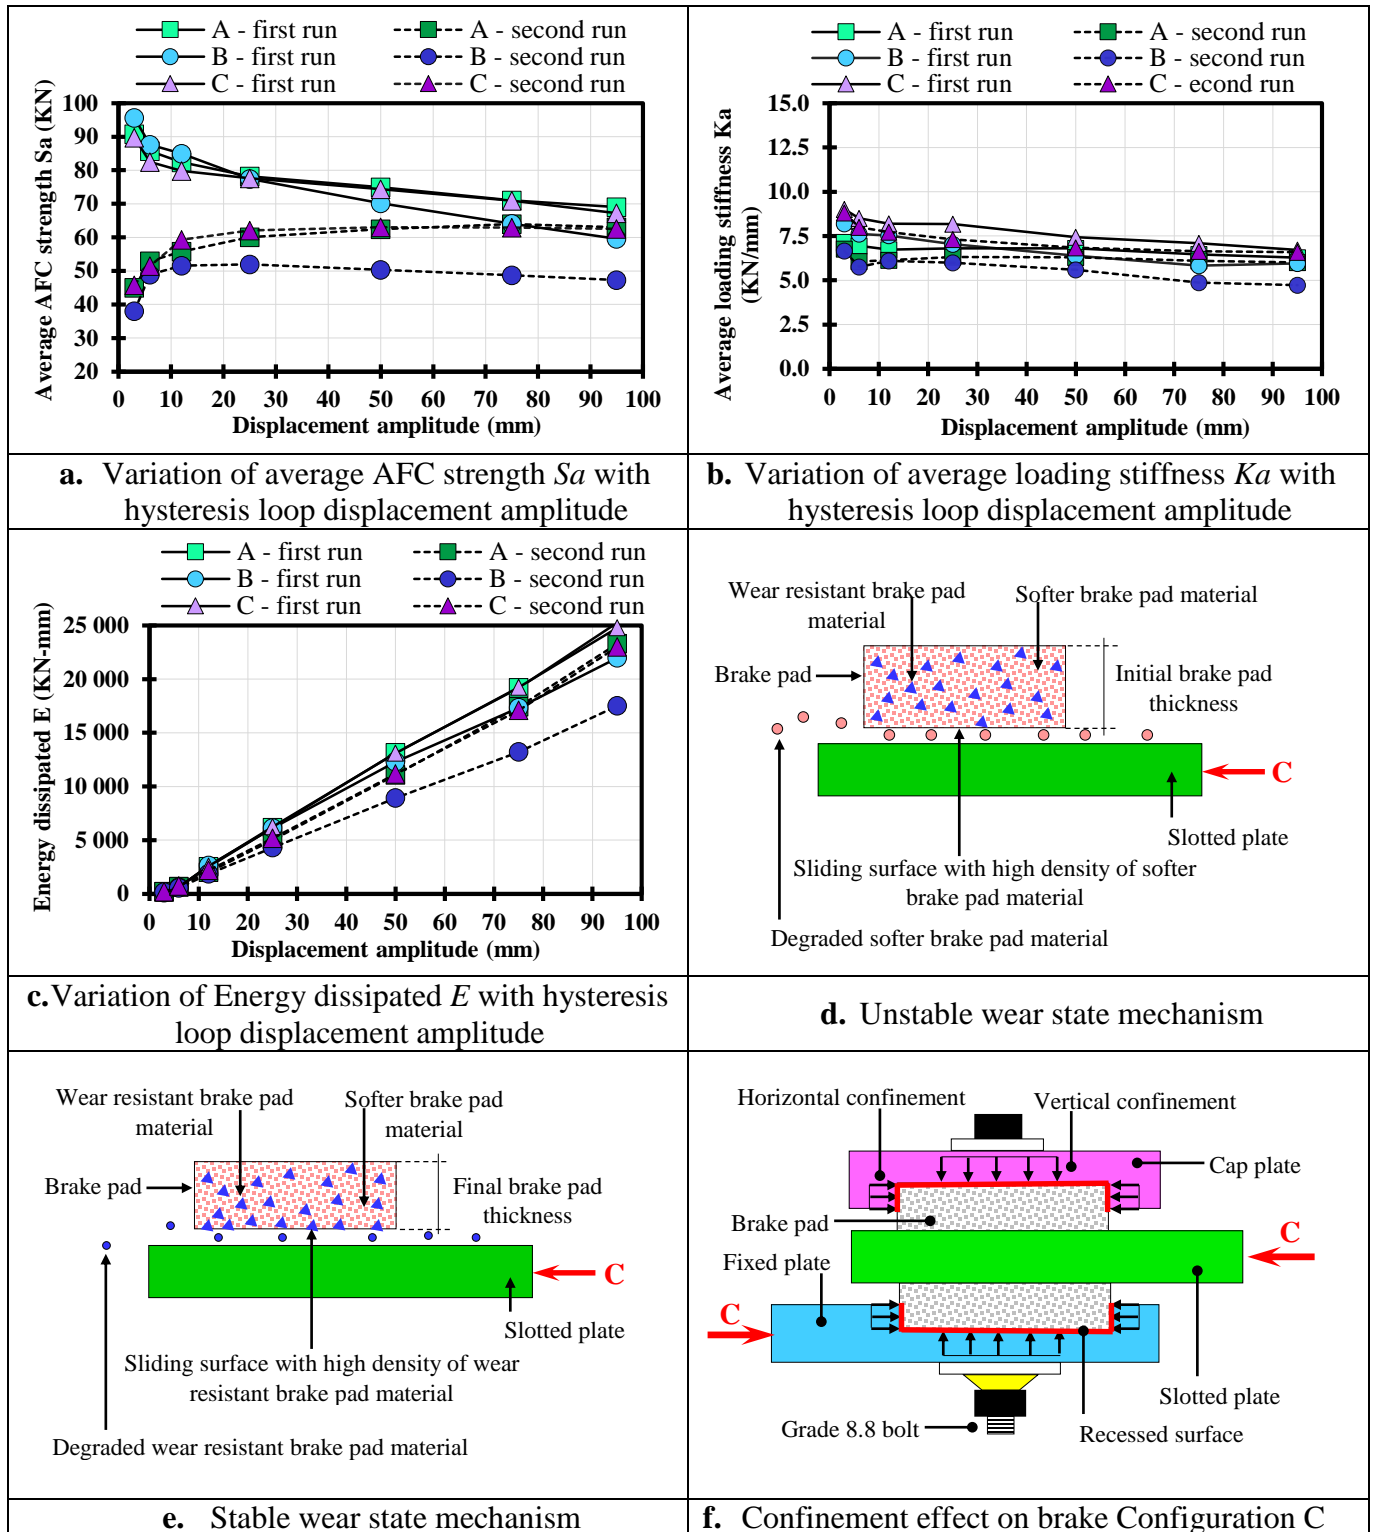 A - first run
A - second run
B - first run
B - second run
C - first run
C - second run
Average AFC strength Sa (KN)
100
90
80
70
60
50
40
30
20
0 10 20 30 40 50 60 70 80 90 100
Displacement amplitude (mm)
a. Variation of average AFC strength Sa with
hysteresis loop displacement amplitude
A - first run
A - second run
B - first run
B - second run
C - first run
C - econd run
Average loading stiffness Ka
(KN/mm)
15.0
12.5
10.0
7.5
5.0
2.5
0.0
0 10 20 30 40 50 60 70 80 90 100
Displacement amplitude (mm)
b. Variation of average loading stiffness Ka with
hysteresis loop displacement amplitude
A - first run
A - second run
B - first run
B - second run
C - first run
C - second run
Energy dissipated E (KN-mm)
25 000
20 000
15 000
10 000
5 000
0
0 10 20 30 40 50 60 70 80 90 100
Displacement amplitude (mm)
c. Variation of Energy dissipated E with hysteresis
loop displacement amplitude
Wear resistant brake pad
material
Softer brake pad material
Brake pad
Initial brake pad
thickness
C
Slotted plate
Sliding surface with high density of softer
brake pad material
Degraded softer brake pad material
d. Unstable wear state mechanism
Wear resistant brake pad
material
Softer brake pad
material
Brake pad
Final brake pad
thickness
C
Slotted plate
Sliding surface with high density of wear
resistant brake pad material
Degraded wear resistant brake pad material
e. Stable wear state mechanism
Horizontal confinement
Vertical confinement
Cap plate
Brake pad
C
Fixed plate
C
Slotted plate
Grade 8.8 bolt
Recessed surface
f. Confinement effect on brake Configuration C